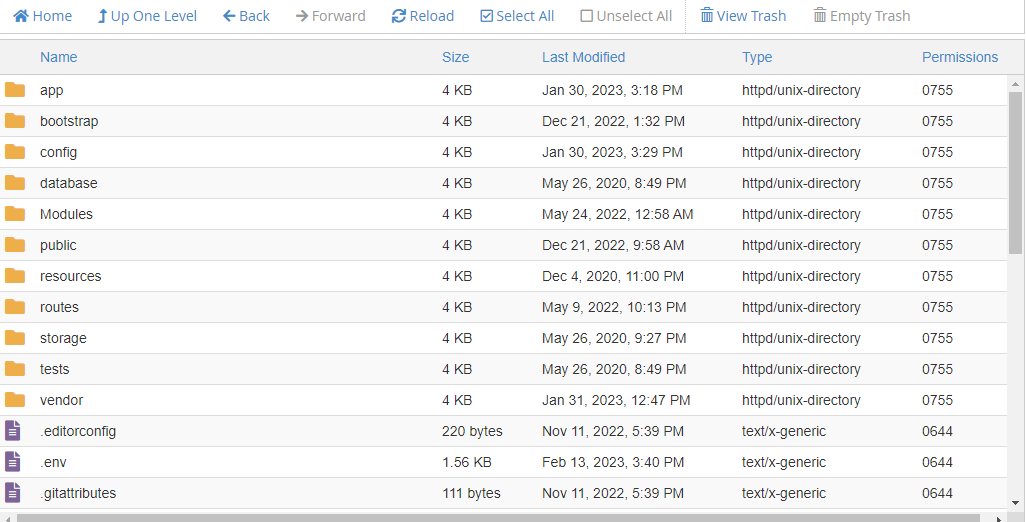 Home Up One Level Back Forward Reload Select All Unselect All View Trash Empty Trash
Name Size Last Modified Type Permissions
app 4 KB Jan 30, 2023, 3:18 PM httpd/unix-directory 0755
bootstrap 4 KB Dec 21, 2022, 1:32 PM httpd/unix-directory 0755
config 4 KB Jan 30, 2023, 3:29 PM httpd/unix-directory 0755
database 4 KB May 26, 2020, 8:49 PM httpd/unix-directory 0755
Modules 4 KB May 24, 2022, 12:58 AM httpd/unix-directory 0755
public 4 KB Dec 21, 2022, 9:58 AM httpd/unix-directory 0755
resources 4 KB Dec 4, 2020, 11:00 PM httpd/unix-directory 0755
routes 4 KB May 9, 2022, 10:13 PM httpd/unix-directory 0755
storage 4 KB May 26, 2020, 9:27 PM httpd/unix-directory 0755
tests 4 KB May 26, 2020, 8:49 PM httpd/unix-directory 0755
vendor 4 KB Jan 31, 2023, 12:47 PM httpd/unix-directory 0755
.editorconfig 220 bytes Nov 11, 2022, 5:39 PM text/x-generic 0644
.env 1.56 KB Feb 13, 2023, 3:40 PM text/x-generic 0644
.gitattributes 111 bytes Nov 11, 2022, 5:39 PM text/x-generic 0644